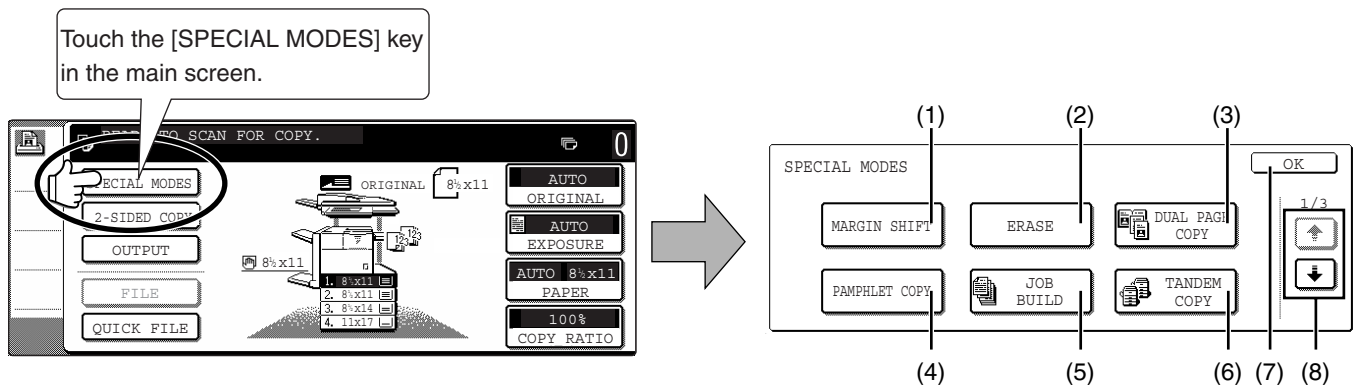 Touch the [SPECIAL MODES] key
in the main screen.
TO SCAN FOR COPY.
0
SPECIAL MODES
2-SIDED COPY
OUTPUT
FILE
QUICK FILE
ORIGINAL 8½x11
8½x11
1. 8½x11
2. 8½x11
3. 8½x14
4. 11x17
AUTO
ORIGINAL
AUTO
EXPOSURE
AUTO 8½x11
PAPER
100%
COPY RATIO
(1)
(2)
(3)
SPECIAL MODES
OK
1/3
MARGIN SHIFT
ERASE
DUAL PAGE
COPY
PAMPHLET COPY
JOB
BUILD
TANDEM
COPY
(4)
(5)
(6)
(7)
(8)